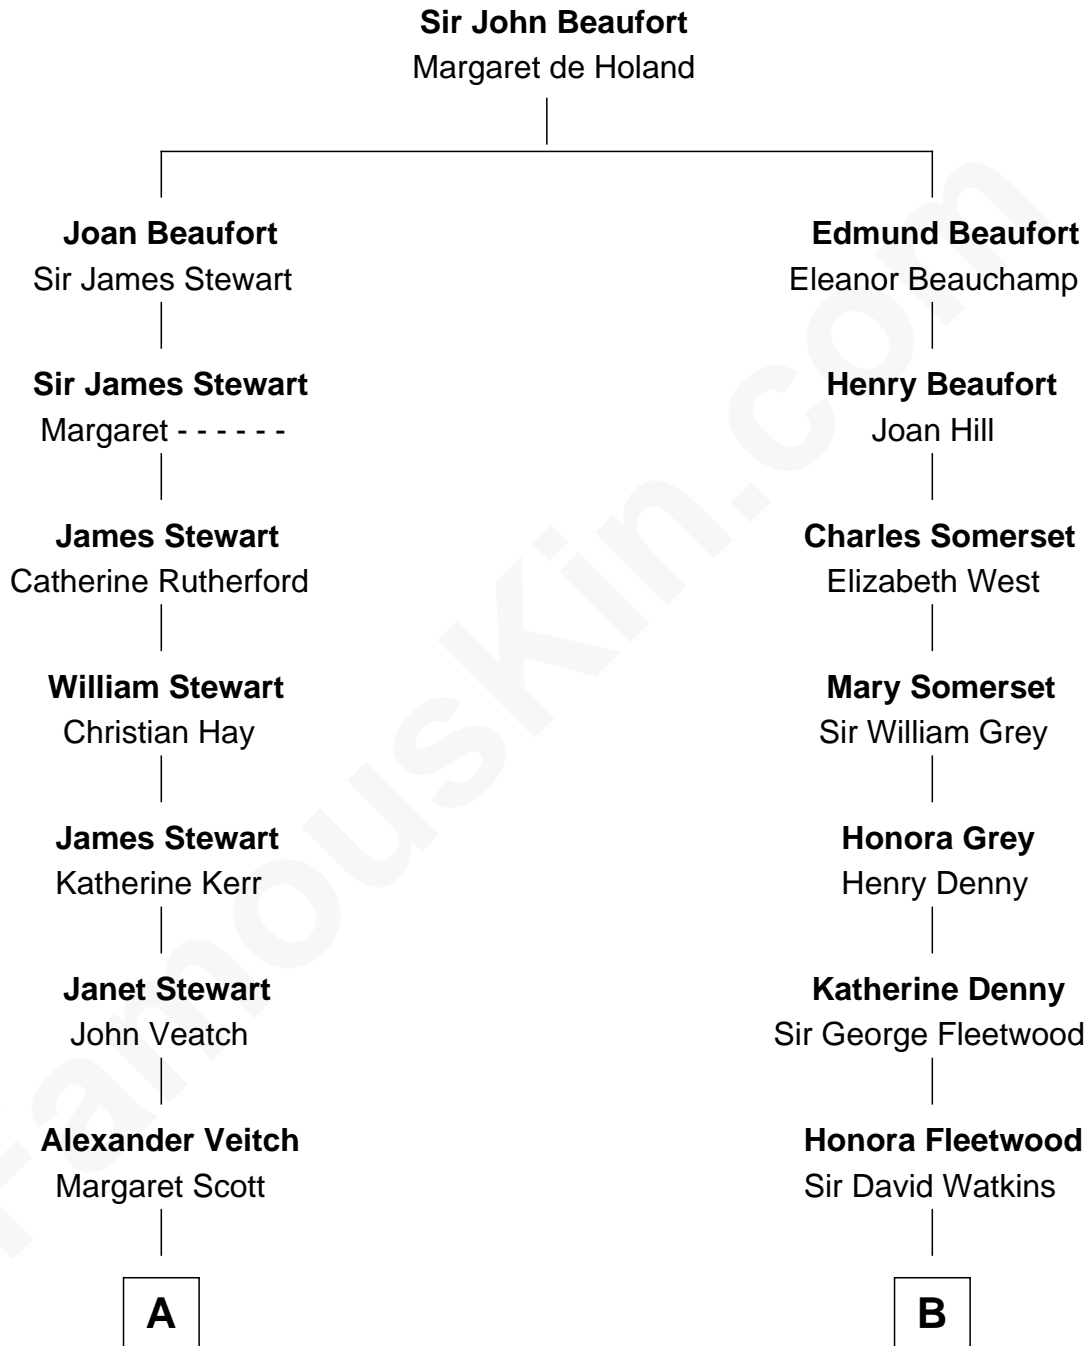 Sir John Beaufort
Margaret de Holand
Joan Beaufort
Sir James Stewart
Edmund Beaufort
Eleanor Beauchamp
Sir James Stewart
Margaret - - - - - -
Henry Beaufort
Joan Hill
James Stewart
Catherine Rutherford
Charles Somerset
Elizabeth West
William Stewart
Christian Hay
Mary Somerset
Sir William Grey
James Stewart
Katherine Kerr
Honora Grey
Henry Denny
Janet Stewart
John Veatch
Katherine Denny
Sir George Fleetwood
Alexander Veitch
Margaret Scott
Honora Fleetwood
Sir David Watkins
A
B
FamousKin.com